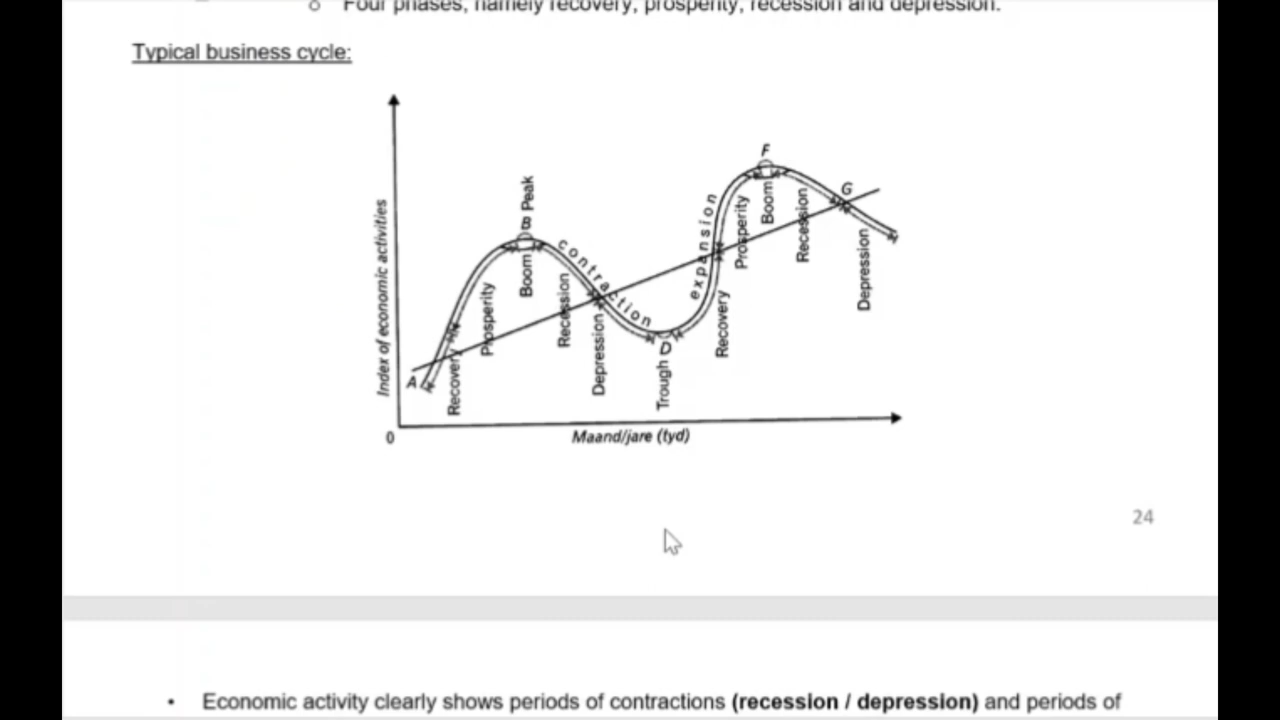 Four phases, namely recovery, prosperity, recession and depression.
Typical business cycle:
Index of economic activities
A
Recovery
Prosperity
B Peak
Boom
contraction
Recession
Depression
D
Trough
expansion
Recovery
Prosperity
F
Boom
Recession
G
Depression
0
Maand/jare (tyd)
24
• Economic activity clearly shows periods of contractions (recession / depression) and periods of